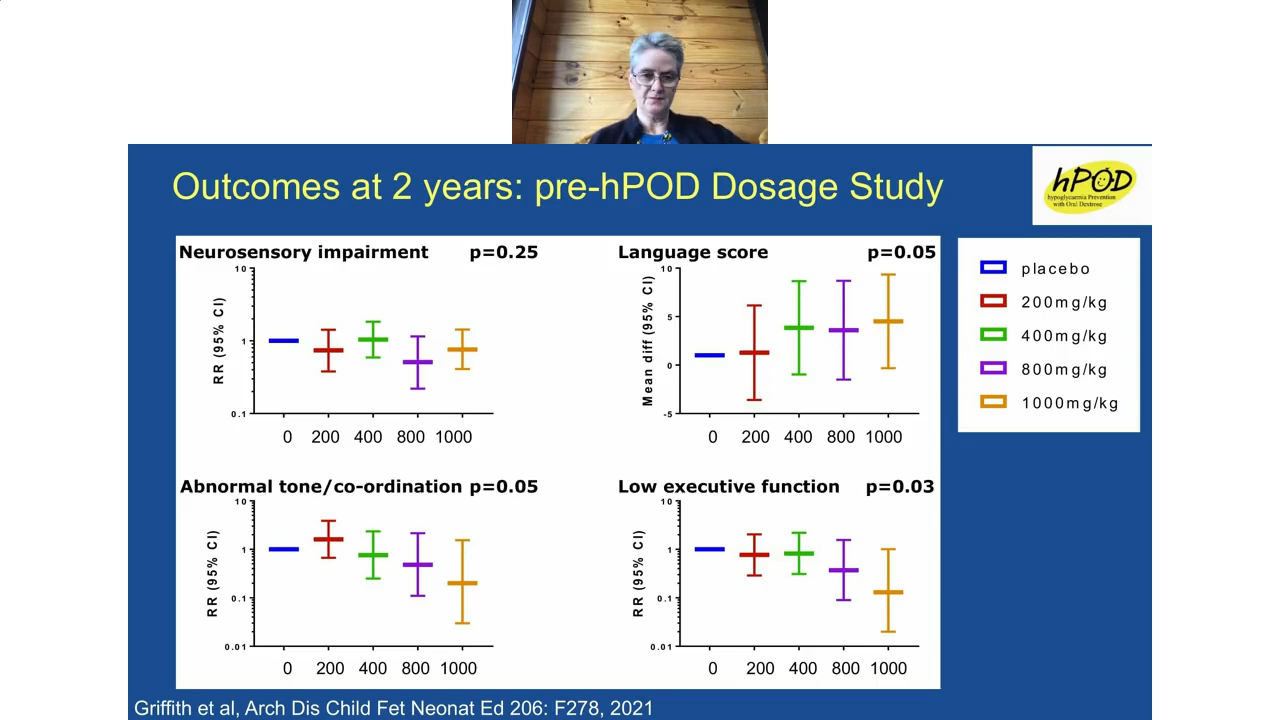 Outcomes at 2 years: pre-hPOD Dosage Study
hPOD
hypoglycaemia Prevention
with Oral Dextrose
Neurosensory impairment p=0.25
10
1
0.1
RR (95% CI)
0 200 400 800 1000
Language score p=0.05
10
5
0
-5
Mean diff (95% CI)
0 200 400 800 1000
placebo
200mg/kg
400mg/kg
800mg/kg
1000mg/kg
Abnormal tone/co-ordination p=0.05
10
1
0.1
0.01
RR (95% CI)
0 200 400 800 1000
Low executive function p=0.03
10
1
0.1
0.01
RR (95% CI)
0 200 400 800 1000
Griffith et al, Arch Dis Child Fet Neonat Ed 206: F278, 2021